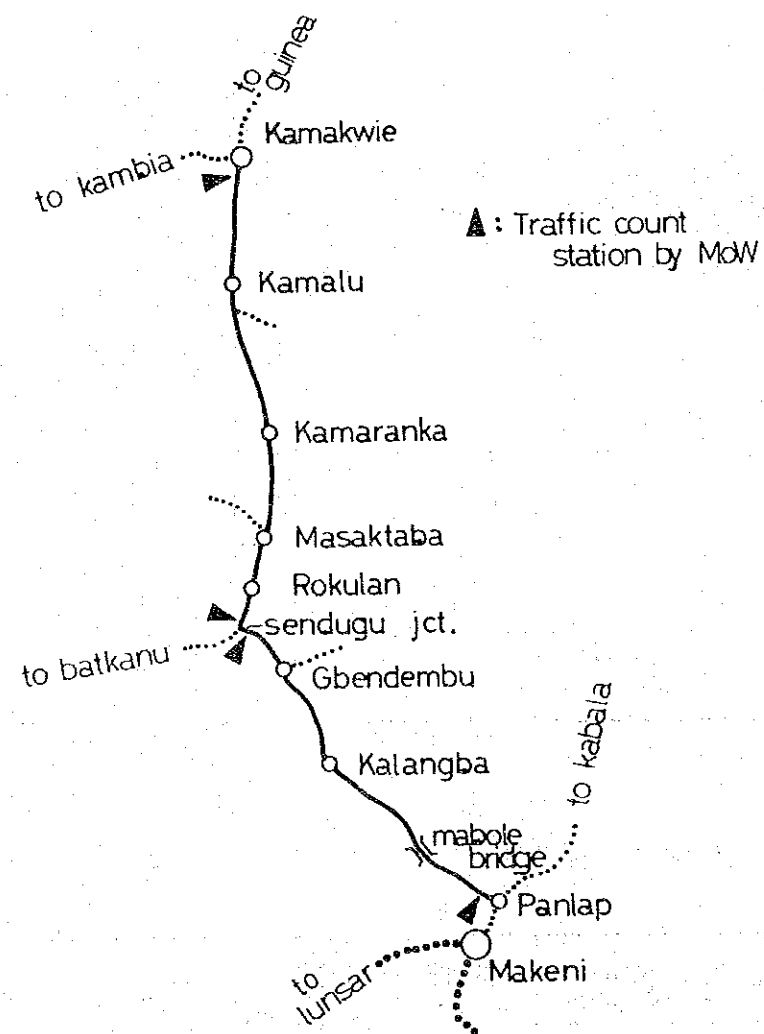 to
guinea
Kamakwie
to kambia
▲: Traffic count
station by MoW
Kamalu
Kamaranka
Masaktaba
Rokulan
sendugu jct.
to batkanu
Gbendembu
to kabala
Kalangba
mabole
bridge
Panlap
Makeni
to
lunsar